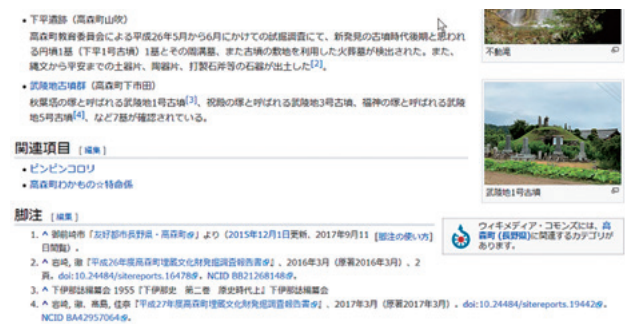 • 下平遺跡（高森町山吹）
高森町教育委員会による平成26年5月から6月にかけての試掘調査にて、新発見の古墳時代後期と思われ
る円墳1基（下平1号古墳）1基とその周溝墓、また古墳の敷地を利用した火葬墓が検出された。また、
縄文から平安までの土器片、陶器片、打製石斧等の石器が出土した[2]。
• 武陵地古墳群（高森町下市田）
秋葉塔の塚と呼ばれる武陵地1号古墳[3]、祝殿の塚と呼ばれる武陵地3号古墳、福神の塚と呼ばれる武陵
地5号古墳[4]、など7基が確認されている。
不動滝
武陵地1号古墳
関連項目 [編集]
• ピンピンコロリ
• 高森町わかもの☆特命係
脚注 [編集]
[脚注の使い方]
1. ^ 御前崎市『友好都市長野県・高森町』より（2015年12月1日更新、2017年9月11
日閲覧）。
2. ^ 岩崎, 徹『平成26年度高森町埋蔵文化財発掘調査報告書』、2016年3月（原著2016年3月）、2
頁。doi:10.24484/sitereports.16478。NCID BB21268148。
3. ^ 下伊那誌編纂会 1955『下伊那史　第二巻　原史時代上』下伊那誌編纂会
4. ^ 岩崎, 徹、高島, 佳奈『平成27年度高森町埋蔵文化財発掘調査報告書』、2017年3月（原著2017年3月）。doi:10.24484/sitereports.19442。
NCID BA42957064。
ウィキメディア・コモンズには、高
森町 (長野県)に関連するカテゴリが
あります。